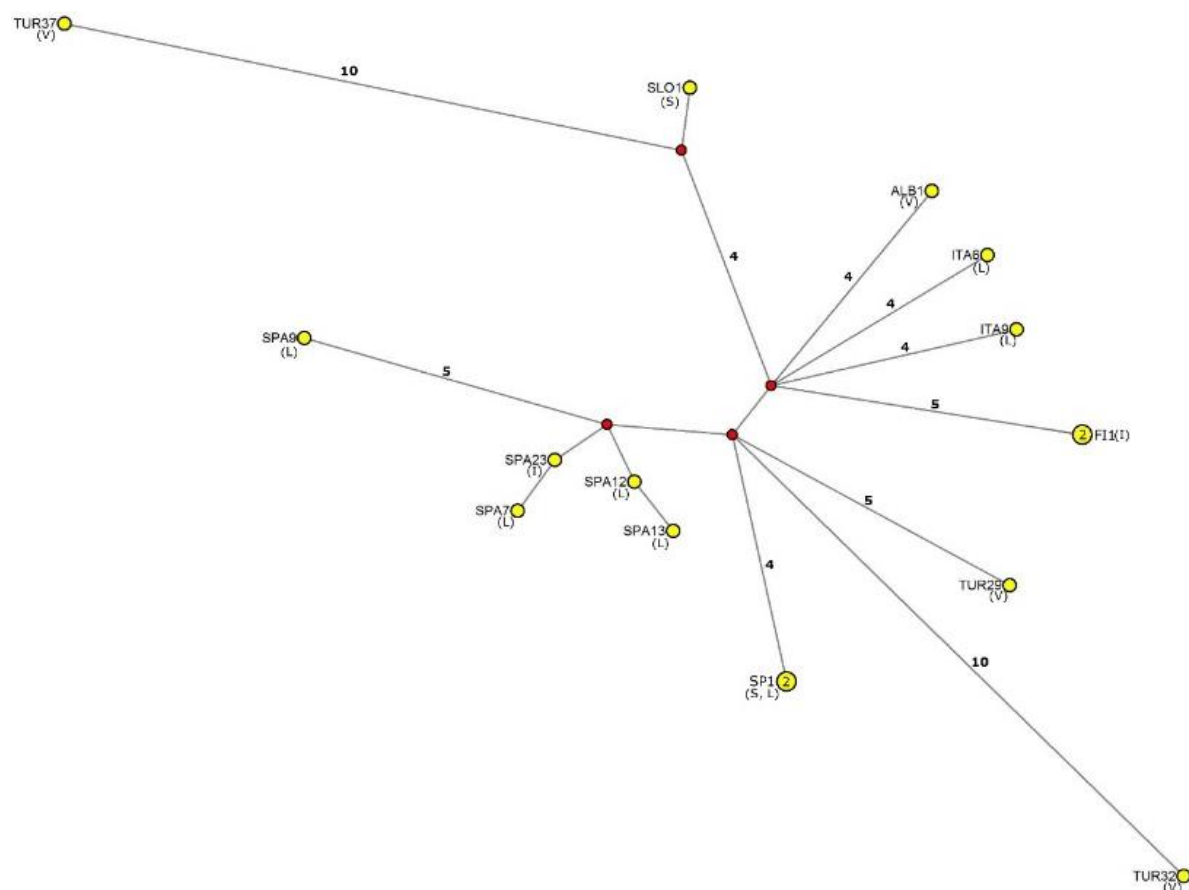 TUR37
(V)
10
SLO1
(S)
ALB1
(V)
4
4
ITA8
(L)
4
ITA9
(L)
4
SPA9
(L)
5
5
2 FI1(I)
SPA23
(I)
SPA12
(L)
SPA7
(L)
SPA13
(L)
5
4
TUR29
(V)
10
SP1 2
(S, L)
TUR32
(V)